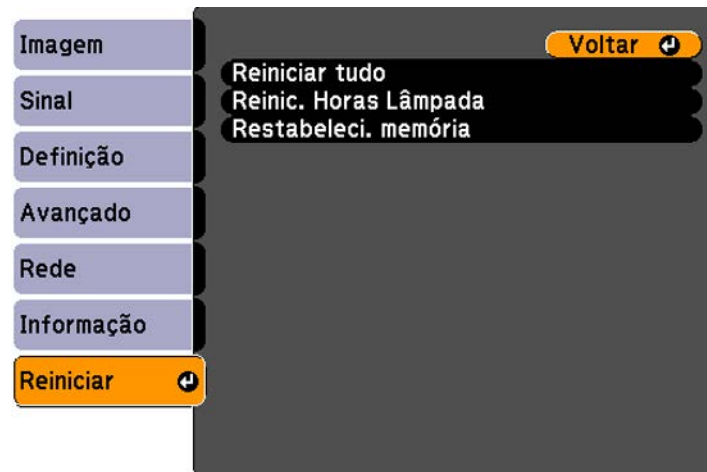 Imagem
Sinal
Definição
Avançado
Rede
Informação
Reiniciar
Voltar
Reiniciar tudo
Reinic. Horas Lâmpada
Restabeleci. memória